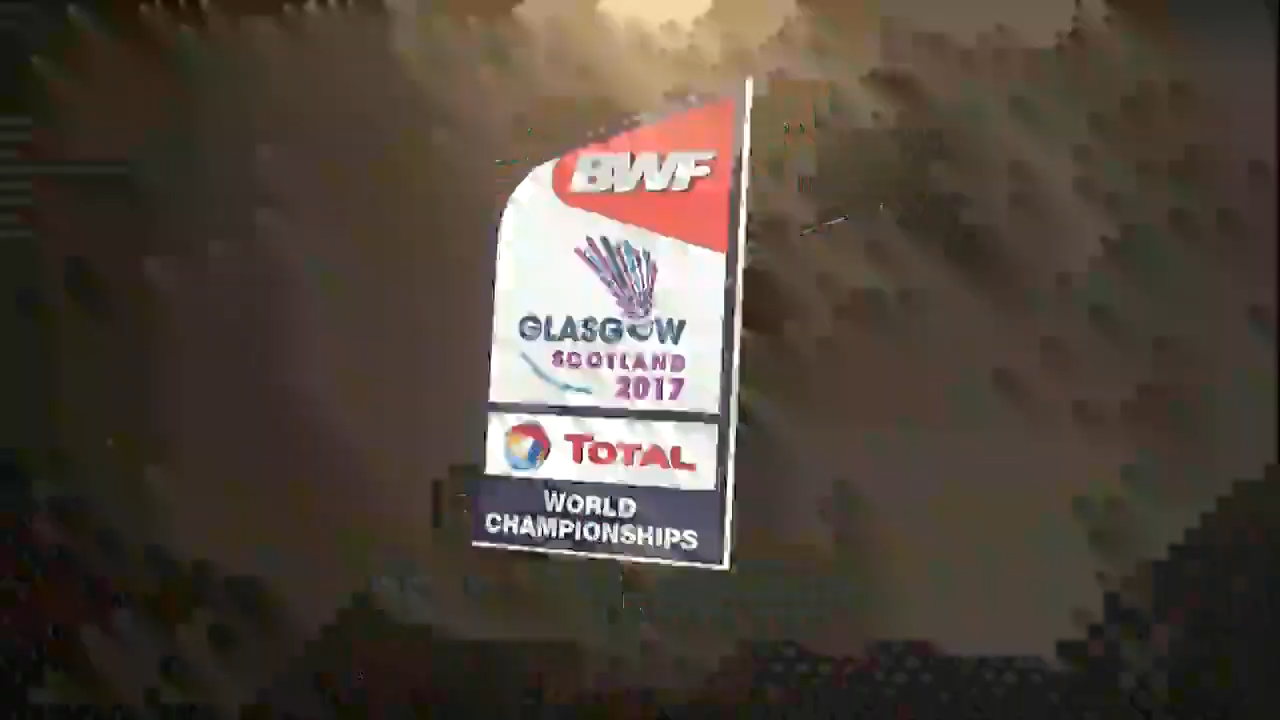 BWF
GLASGOW
SCOTLAND
2017
TOTAL
WORLD
CHAMPIONSHIPS